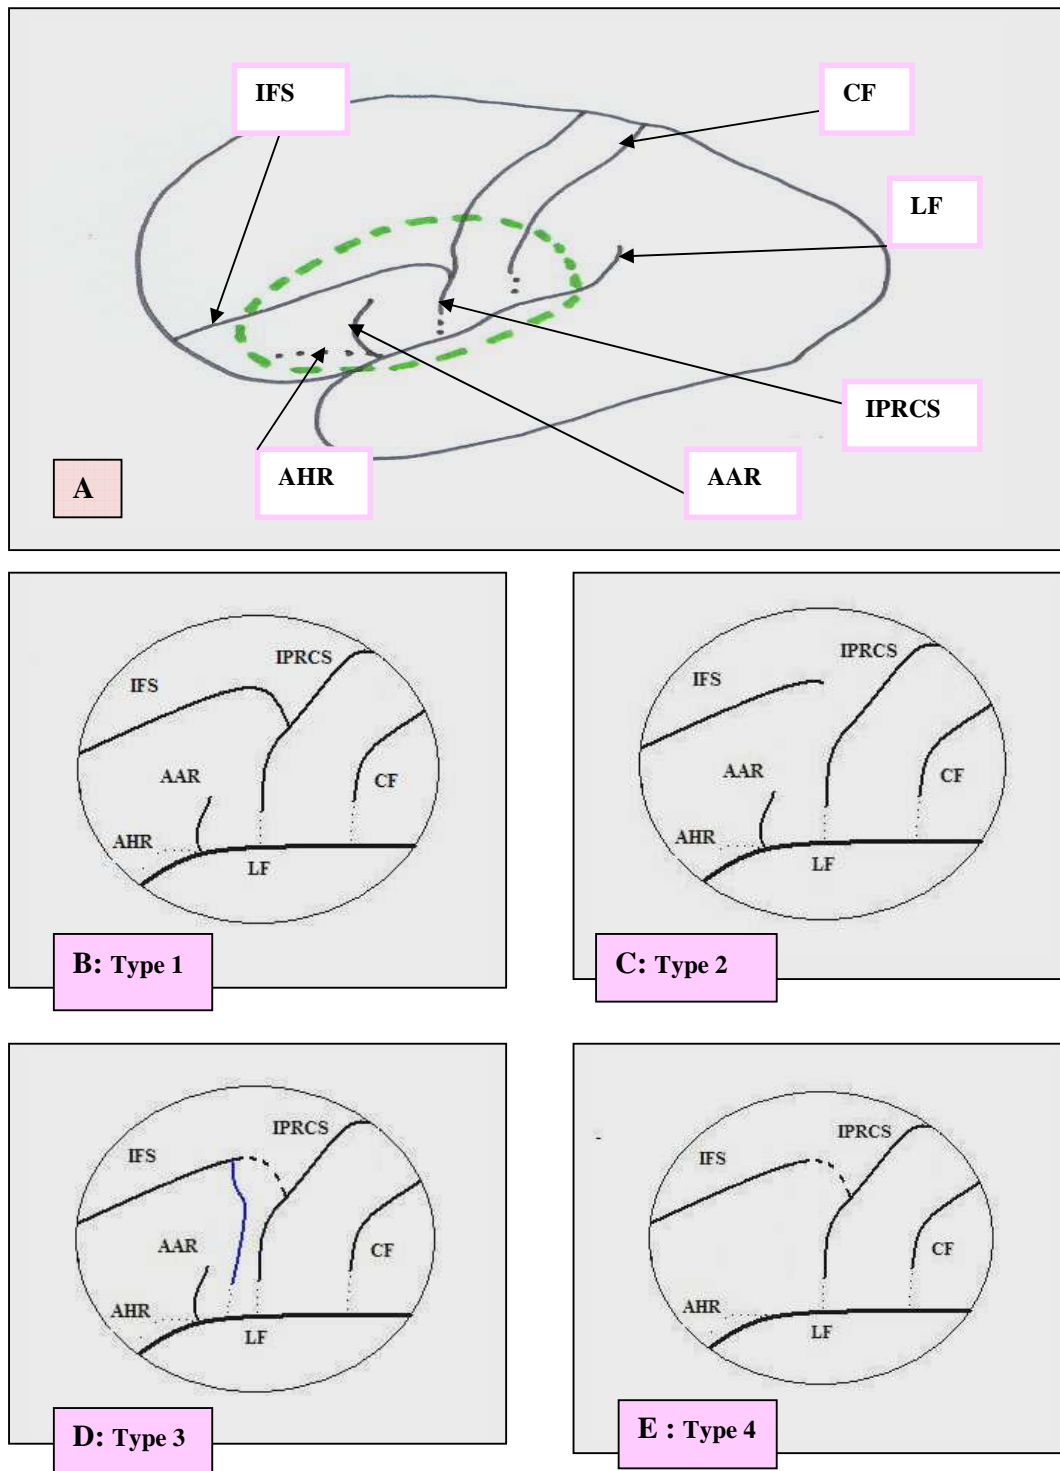 IFS
CF
LF
IPRCS
AHR
AAR
A
IPRCS
IFS
AAR
CF
AHR
LF
B: Type 1
IPRCS
IFS
AAR
CF
AHR
LF
C: Type 2
IPRCS
IFS
AAR
CF
AHR
LF
D: Type 3
IPRCS
IFS
CF
AHR
LF
E : Type 4